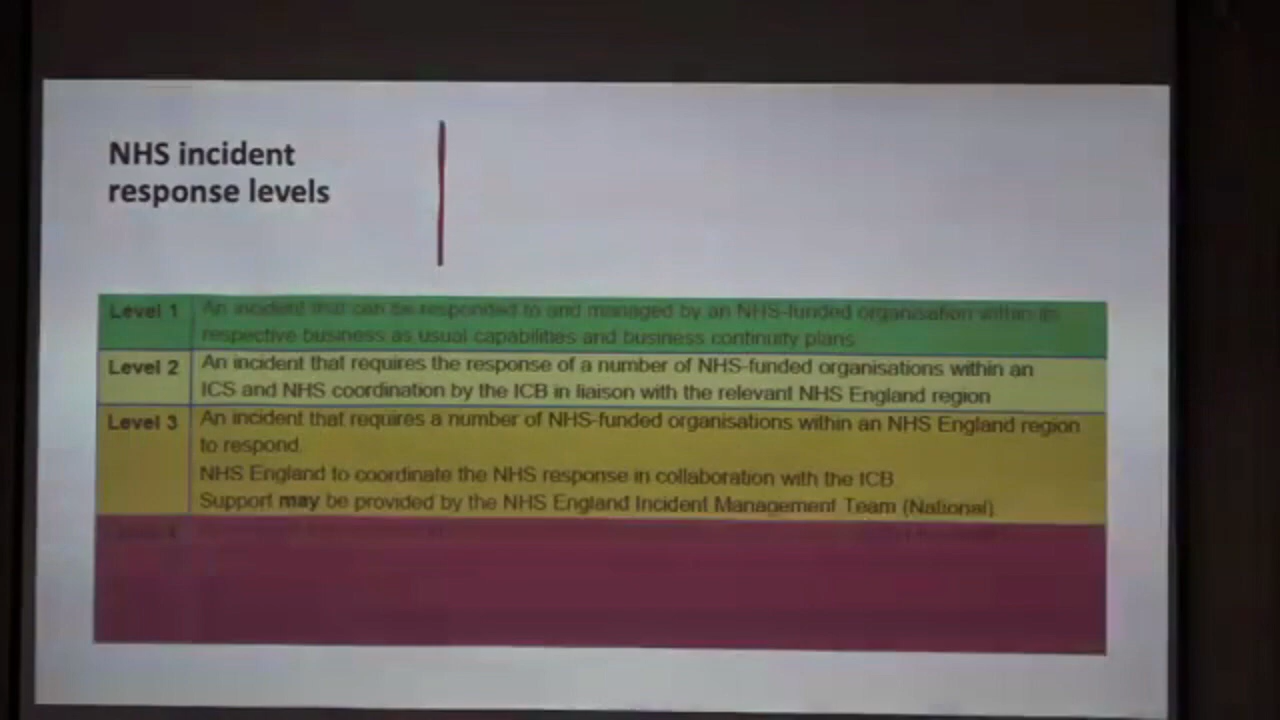 NHS incident
response levels
Level 1
An incident that can be responded to and managed by an NHS-funded organisation within its
respective business as usual capabilities and business continuity plans
Level 2
An incident that requires the response of a number of NHS-funded organisations within an
ICS and NHS coordination by the ICB in liaison with the relevant NHS England region
Level 3
An incident that requires a number of NHS-funded organisations within an NHS England region
to respond.
NHS England to coordinate the NHS response in collaboration with the ICB
Support may be provided by the NHS England Incident Management Team (National).